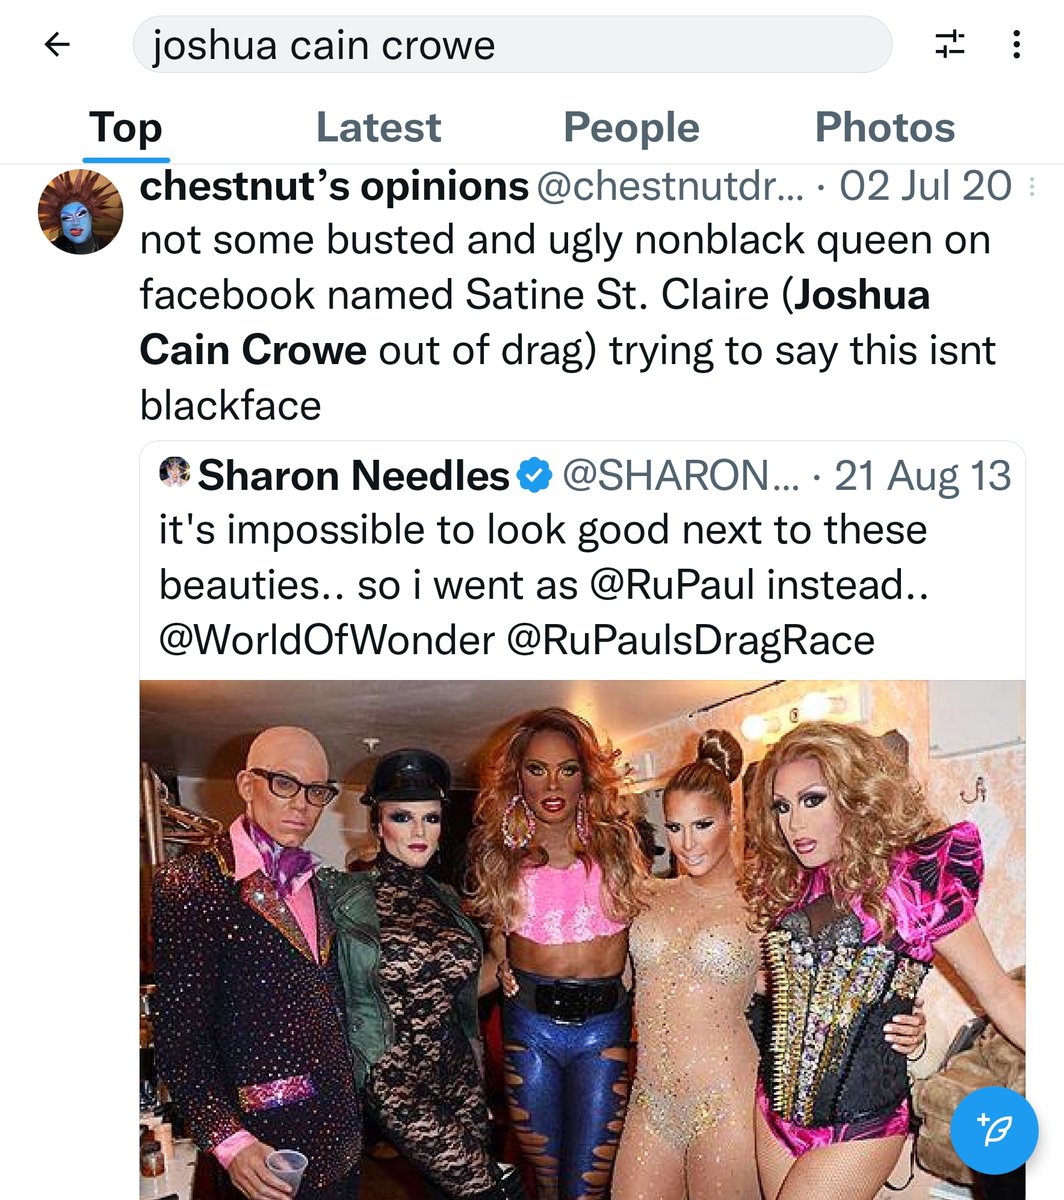 joshua cain crowe
Top Latest People Photos
chestnut’s opinions @chestnutdr... · 02 Jul 20
not some busted and ugly nonblack queen on
facebook named Satine St. Claire (Joshua
Cain Crowe out of drag) trying to say this isnt
blackface
Sharon Needles @SHARON... · 21 Aug 13
it's impossible to look good next to these
beauties.. so i went as @RuPaul instead..
@WorldOfWonder @RuPaulsDragRace